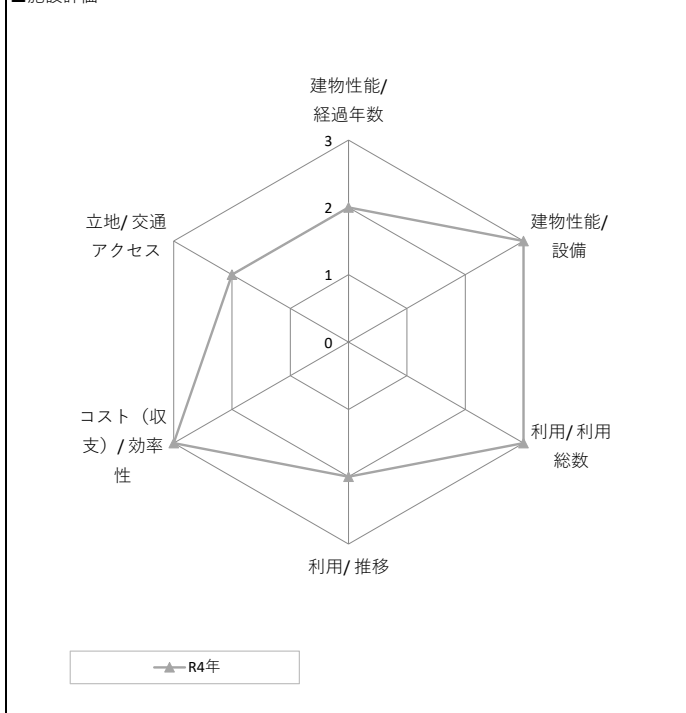 ■施設評価
建物性能/
経過年数
3
2
1
0
建物性能/
設備
利用/ 利用
総数
利用/ 推移
コスト（収
支）/ 効率
性
立地/ 交通
アクセス
R4年